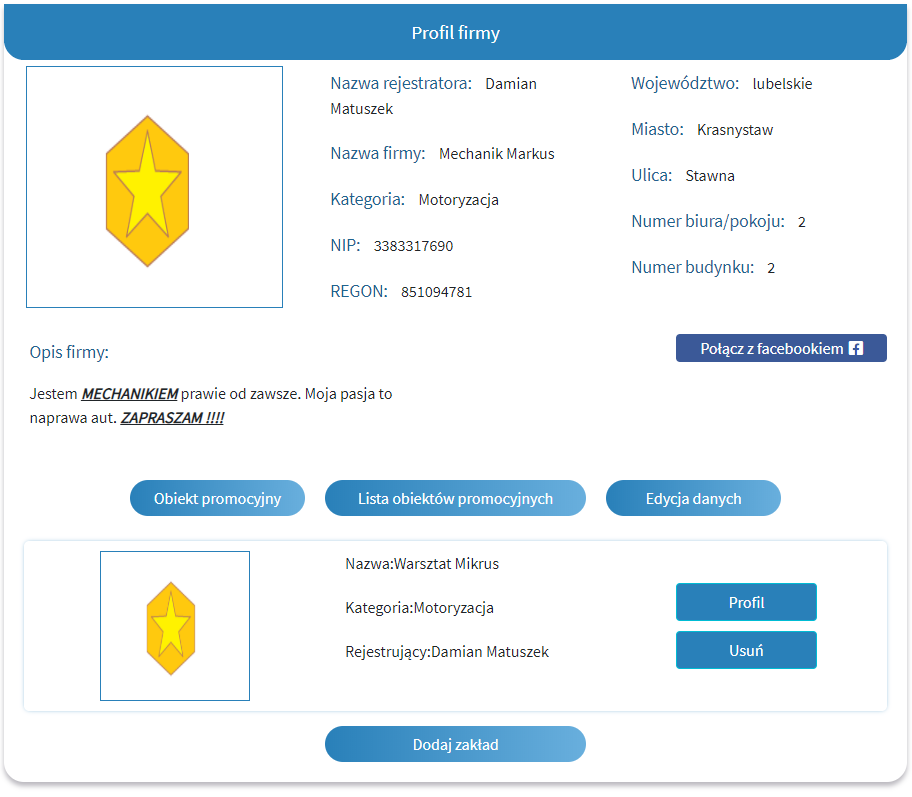 Profil firmy
Nazwa rejestratora: Damian
Matuszek
Nazwa firmy: Mechanik Markus
Kategoria: Motoryzacja
NIP: 3383317690
REGON: 851094781
Województwo: lubelskie
Miasto: Krasnystaw
Ulica: Stawna
Numer biura/pokoju: 2
Numer budynku: 2
Opis firmy:
Połącz z facebookiem
Jestem MECHANIKIEM prawie od zawsze. Moja pasja to
naprawa aut. ZAPRASZAM !!!!
Obiekt promocyjny
Lista obiektów promocyjnych
Edycja danych
Nazwa:Warsztat Mikrus
Kategoria:Motoryzacja
Rejestrujący:Damian Matuszek
Profil
Usuń
Dodaj zakład